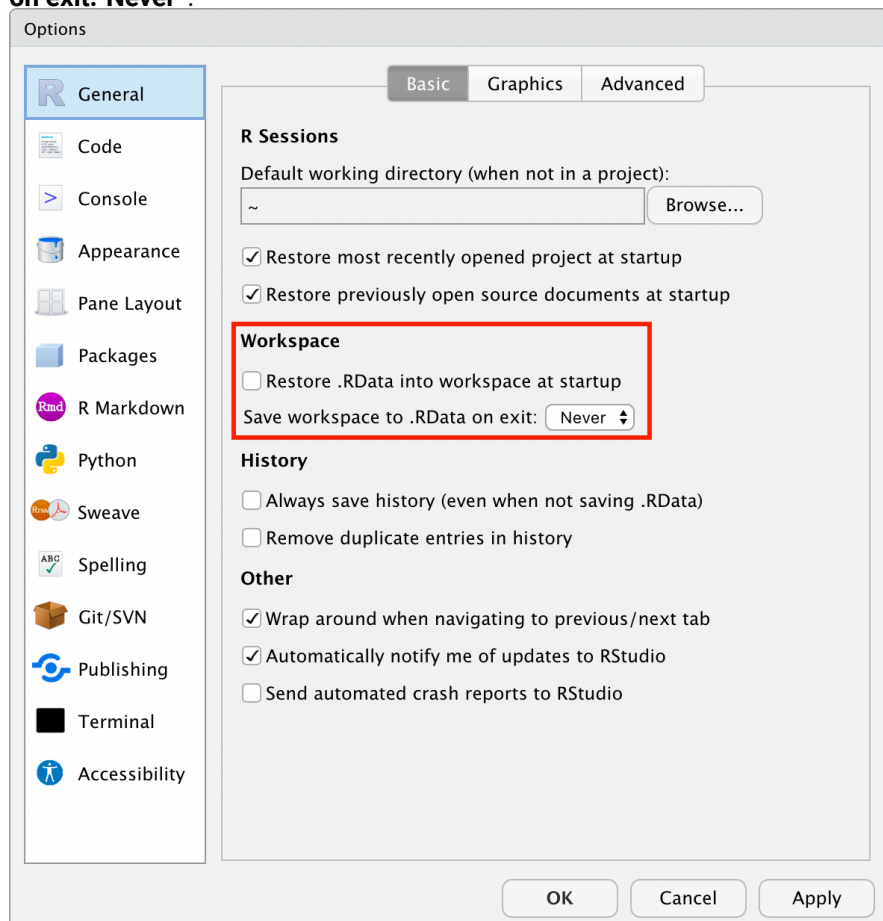 on exit: Never".
Options
General
Code
Console
Appearance
Pane Layout
Packages
Rmd R Markdown
Python
Rnw Sweave
ABC Spelling
Git/SVN
Publishing
Terminal
Accessibility
Basic Graphics Advanced
R Sessions
Default working directory (when not in a project):
~ Browse...
Restore most recently opened project at startup
Restore previously open source documents at startup
Workspace
Restore .RData into workspace at startup
Save workspace to .RData on exit: Never
History
Always save history (even when not saving .RData)
Remove duplicate entries in history
Other
Wrap around when navigating to previous/next tab
Automatically notify me of updates to RStudio
Send automated crash reports to RStudio
OK Cancel Apply